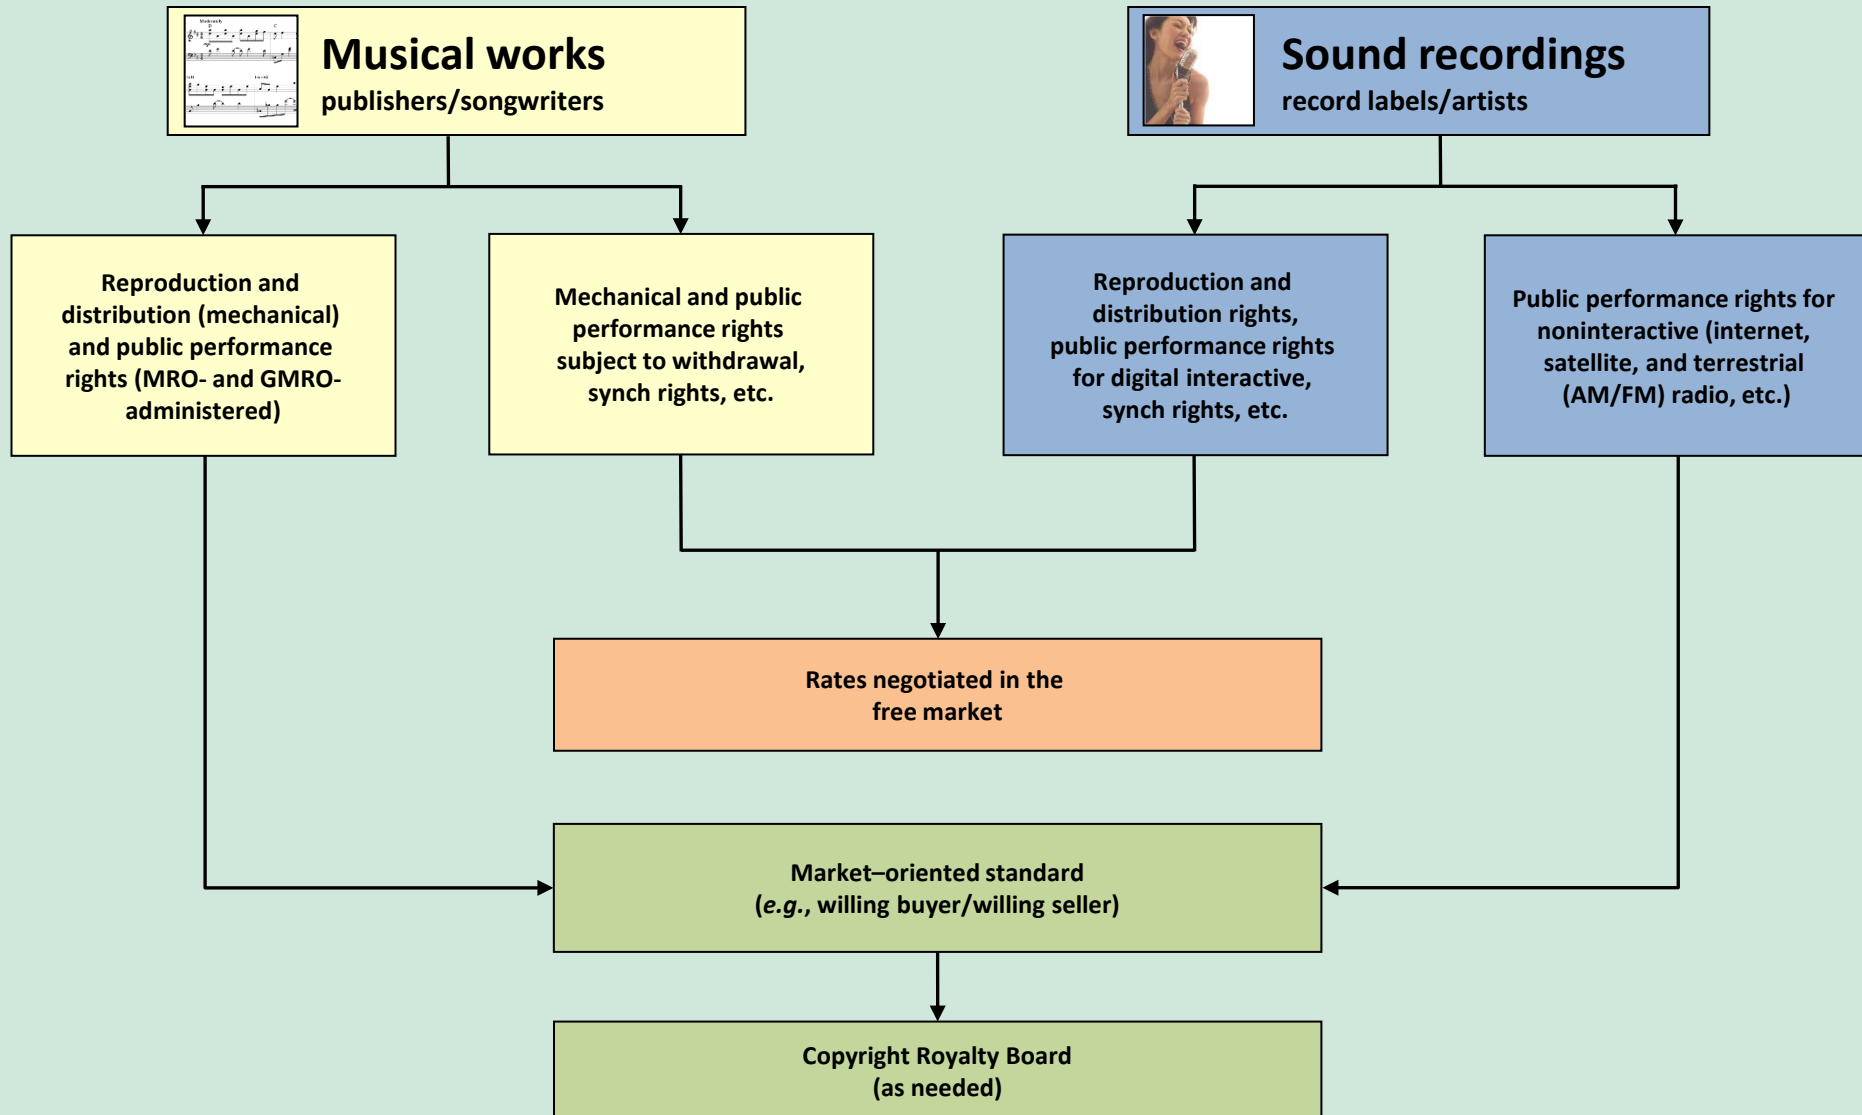 Musical works
publishers/songwriters
Sound recordings
record labels/artists
Reproduction and
distribution (mechanical)
and public performance
rights (MRO- and GMRO-
administered)
Mechanical and public
performance rights
subject to withdrawal,
synch rights, etc.
Reproduction and
distribution rights,
public performance rights
for digital interactive,
synch rights, etc.
Public performance rights for
noninteractive (internet,
satellite, and terrestrial
(AM/FM) radio, etc.)
Rates negotiated in the
free market
Market–oriented standard
(e.g., willing buyer/willing seller)
Copyright Royalty Board
(as needed)